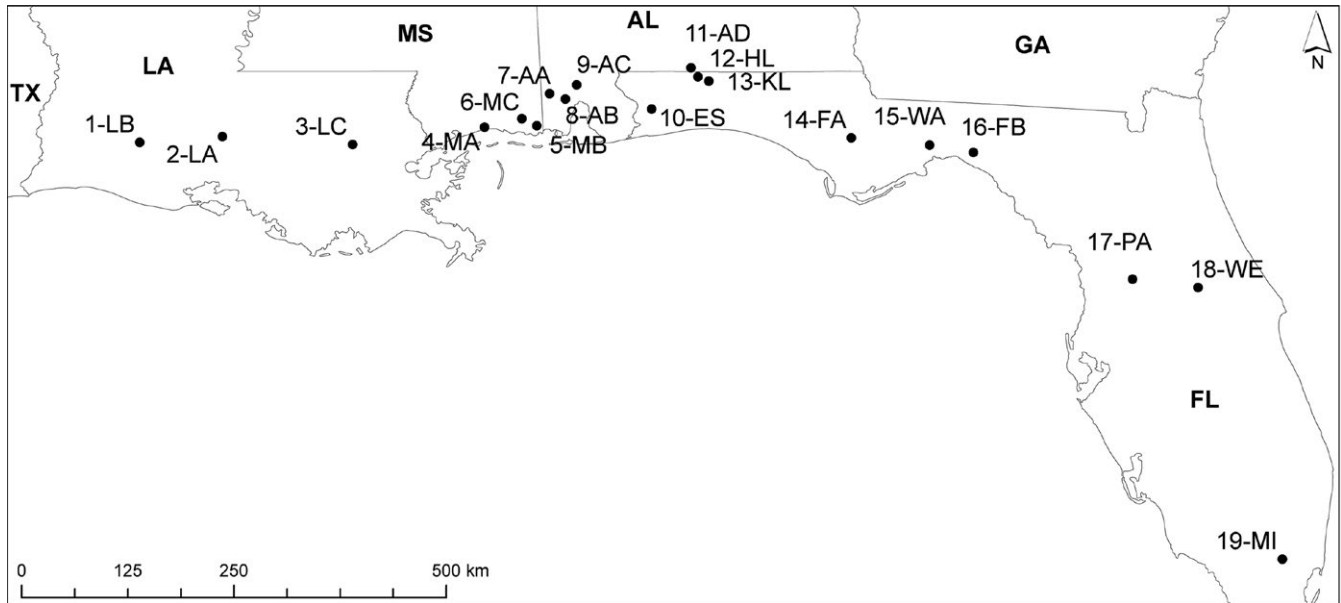 AL
MS
11-AD
GA
LA
12-HL
N
9-AC
7-AA
13-KL
TX
6-MC
8-AB
10-ES
1-LB
3-LC
14-FA
15-WA
16-FB
2-LA
4-MA
5-MB
17-PA
18-WE
FL
19-MI
0 125 250 500 km